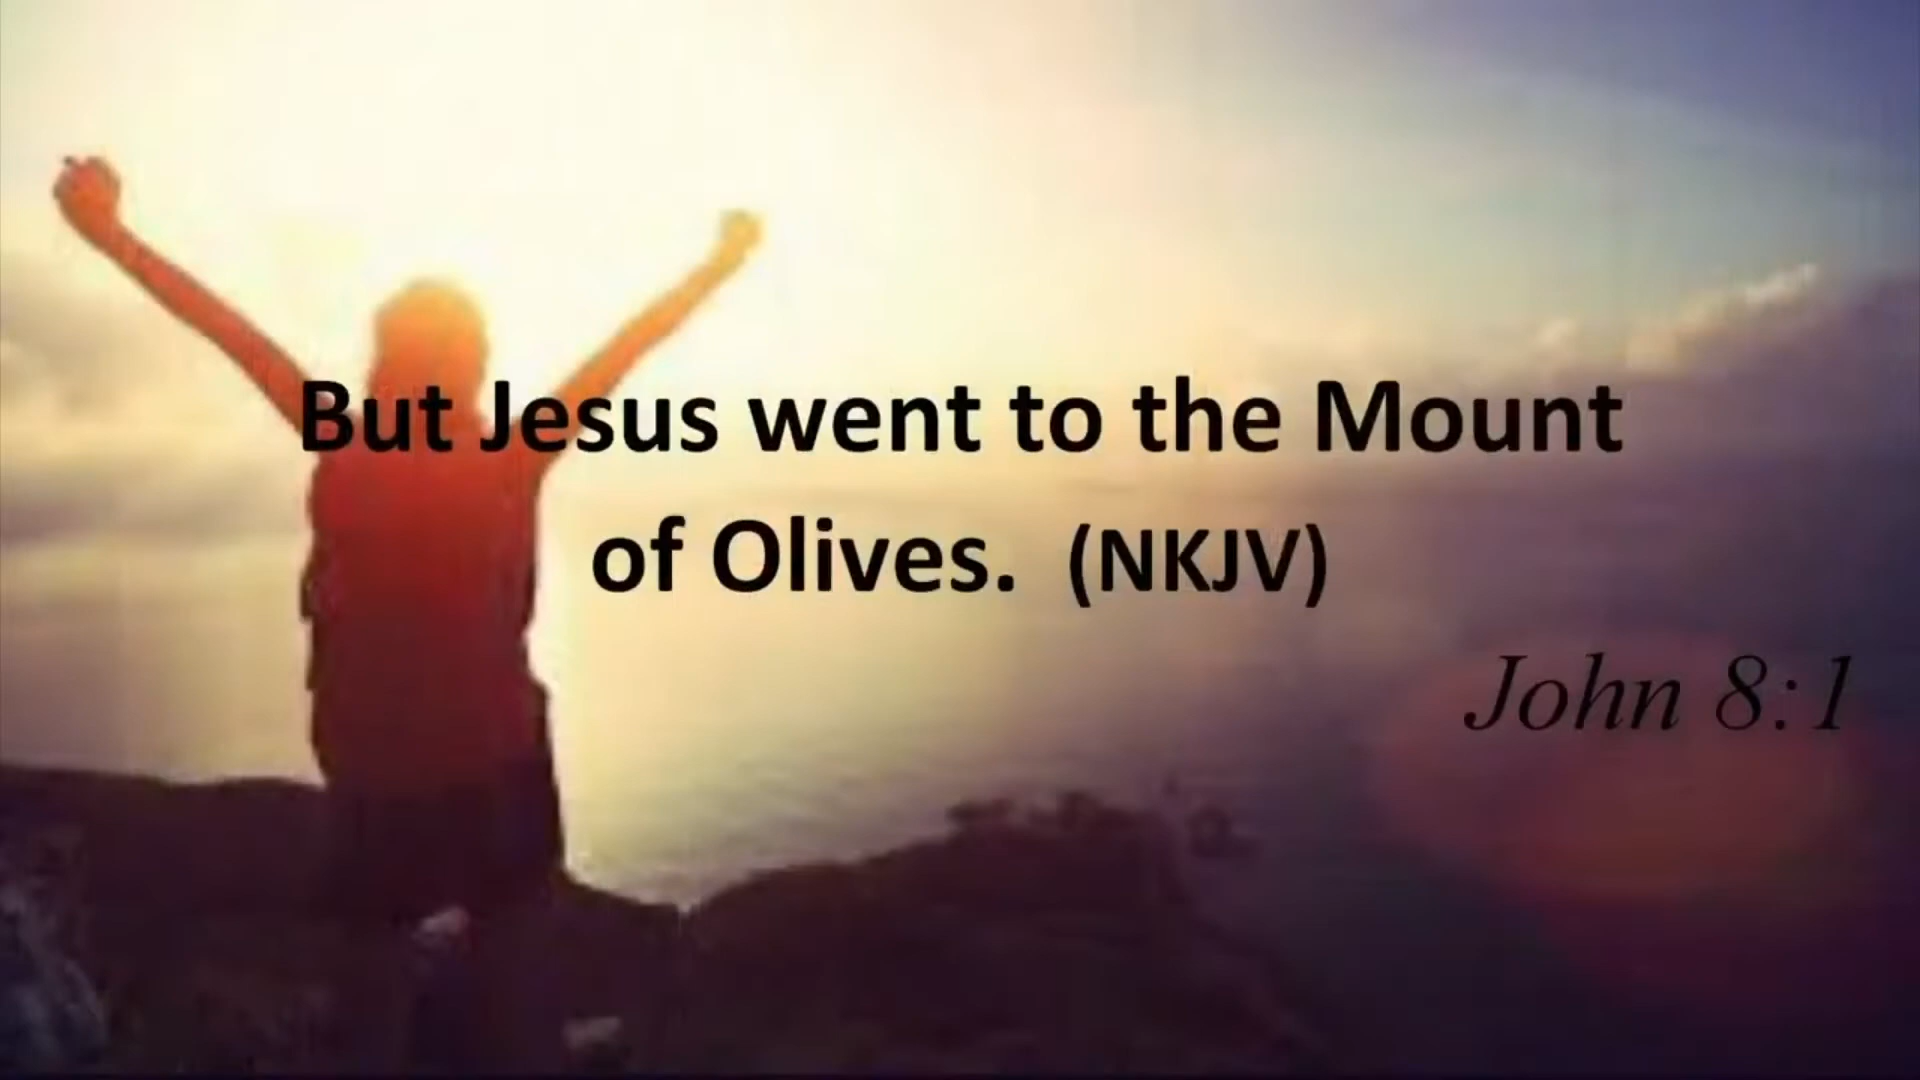 But Jesus went to the Mount
of Olives. (NKJV)
John 8:1